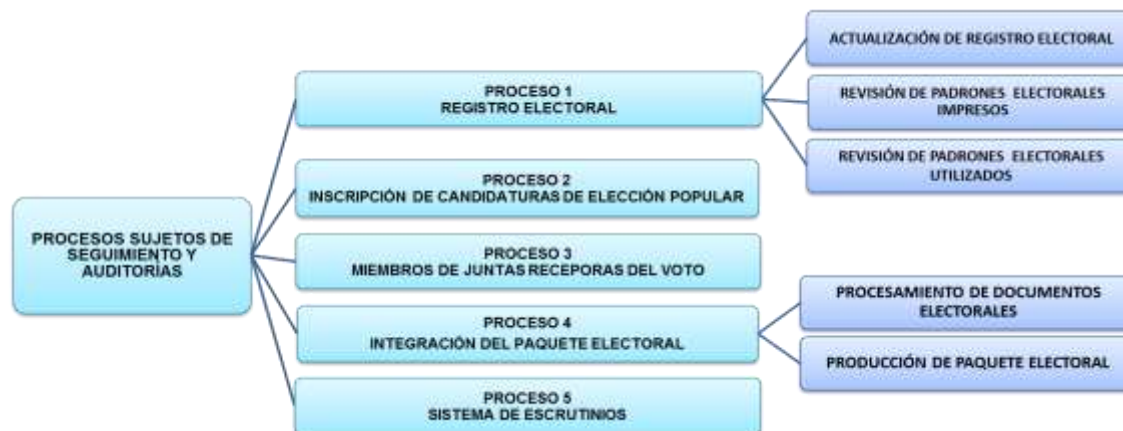 PROCESOS SUJETOS DE
SEGUIMIENTO Y
AUDITORÍAS
PROCESO 1
REGISTRO ELECTORAL
ACTUALIZACIÓN DE REGISTRO ELECTORAL
REVISIÓN DE PADRONES ELECTORALES
IMPRESOS
REVISIÓN DE PADRONES ELECTORALES
UTILIZADOS
PROCESO 2
INSCRIPCIÓN DE CANDIDATURAS DE ELECCIÓN POPULAR
PROCESO 3
MIEMBROS DE JUNTAS RECEPORAS DEL VOTO
PROCESO 4
INTEGRACIÓN DEL PAQUETE ELECTORAL
PROCESAMIENTO DE DOCUMENTOS
ELECTORALES
PRODUCCIÓN DE PAQUETE ELECTORAL
PROCESO 5
SISTEMA DE ESCRUTINIOS